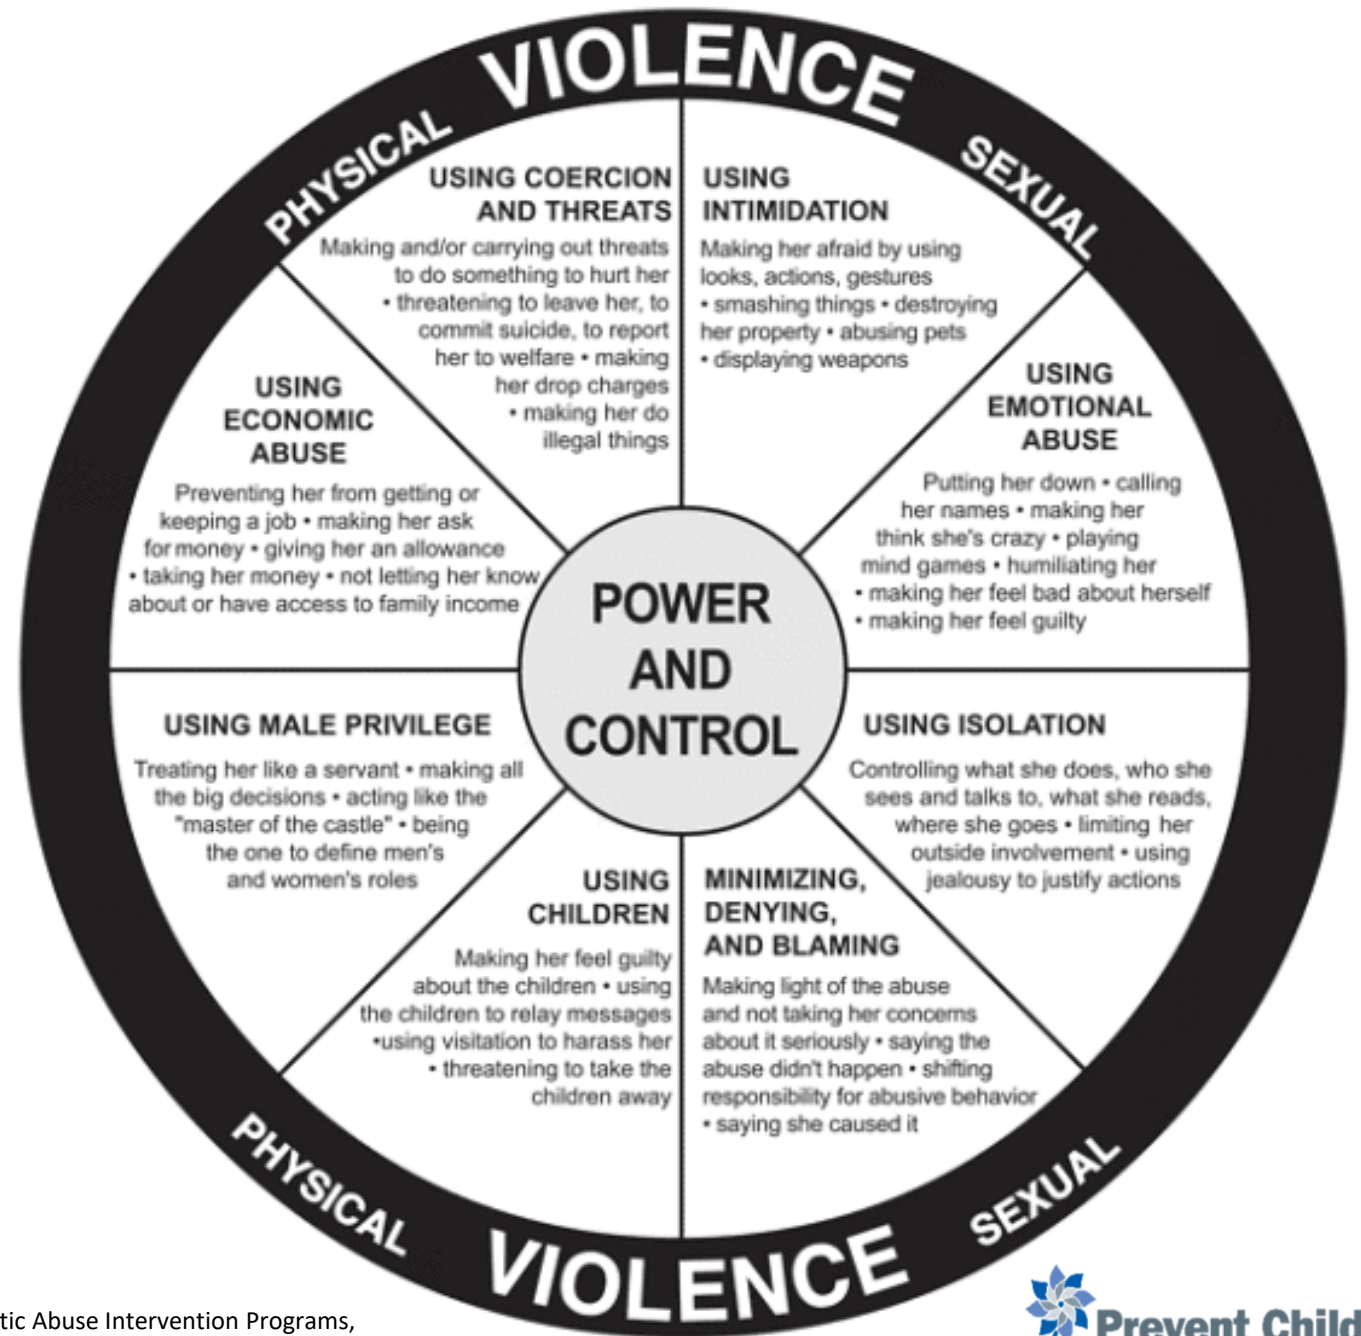 PHYSICAL VIOLENCE SEXUAL
USING COERCION
AND THREATS
Making and/or carrying out threats
to do something to hurt her
• threatening to leave her, to
commit suicide, to report
her to welfare • making
her drop charges
• making her do
illegal things
USING
INTIMIDATION
Making her afraid by using
looks, actions, gestures
• smashing things • destroying
her property • abusing pets
• displaying weapons
USING
ECONOMIC
ABUSE
Preventing her from getting or
keeping a job • making her ask
for money • giving her an allowance
• taking her money • not letting her know
about or have access to family income
USING
EMOTIONAL
ABUSE
Putting her down • calling
her names • making her
think she's crazy • playing
mind games • humiliating her
• making her feel bad about herself
• making her feel guilty
POWER
AND
CONTROL
USING MALE PRIVILEGE
Treating her like a servant • making all
the big decisions • acting like the
"master of the castle" • being
the one to define men's
and women's roles
USING ISOLATION
Controlling what she does, who she
sees and talks to, what she reads,
where she goes • limiting her
outside involvement • using
jealousy to justify actions
USING
CHILDREN
Making her feel guilty
about the children • using
the children to relay messages
•using visitation to harass her
• threatening to take the
children away
MINIMIZING,
DENYING,
AND BLAMING
Making light of the abuse
and not taking her concerns
about it seriously • saying the
abuse didn't happen • shifting
responsibility for abusive behavior
• saying she caused it
PHYSICAL VIOLENCE SEXUAL
tic Abuse Intervention Programs,
Prevent Child